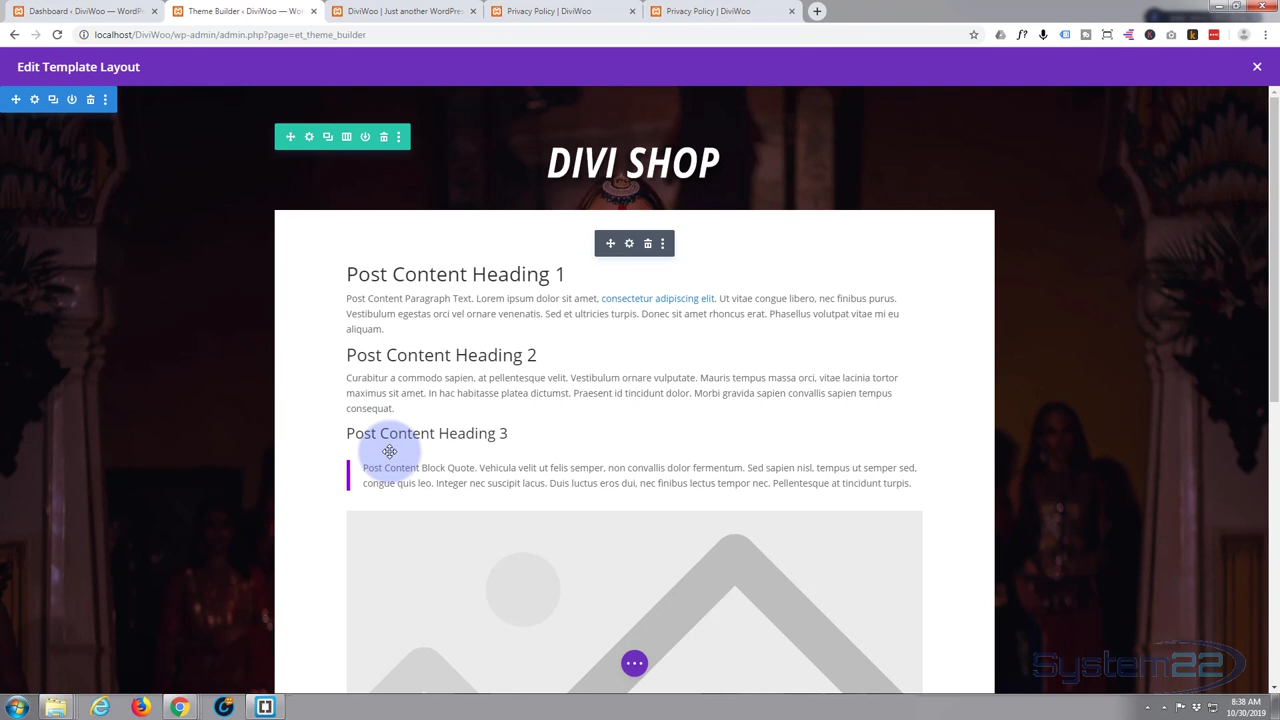 Dashboard ‹ DiviWoo — WordPr
Theme Builder ‹ DiviWoo — Wo
DiviWoo | Just another WordPres
Privacy Policy | DiviWoo
Privacy Policy | DiviWoo
localhost/DiviWoo/wp-admin/admin.php?page=et_theme_builder
Edit Template Layout
DIVI SHOP
Post Content Heading 1
Post Content Paragraph Text. Lorem ipsum dolor sit amet, consectetur adipiscing elit. Ut vitae congue libero, nec finibus purus.
Vestibulum egestas orci vel ornare venenatis. Sed et ultricies turpis. Donec sit amet rhoncus erat. Phasellus volutpat vitae mi eu
aliquam.
Post Content Heading 2
Curabitur a commodo sapien, at pellentesque velit. Vestibulum ornare vulputate. Mauris tempus massa orci, vitae lacinia tortor
maximus sit amet. In hac habitasse platea dictumst. Praesent id tincidunt dolor. Morbi gravida sapien convallis sapien tempus
consequat.
Post Content Heading 3
Post Content Block Quote. Vehicula velit ut felis semper, non convallis dolor fermentum. Sed sapien nisl, tempus ut semper sed,
congue quis leo. Integer nec suscipit lacus. Duis luctus eros dui, nec finibus lectus tempor nec. Pellentesque at tincidunt turpis.
System22
8:38 AM
10/30/2019